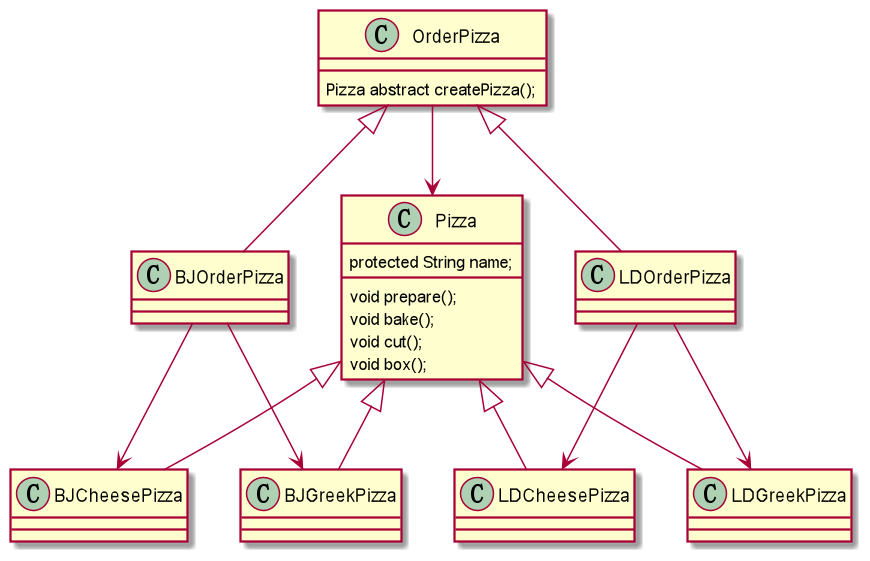 C OrderPizza
Pizza abstract createPizza();
C Pizza
protected String name;
void prepare();
void bake();
void cut();
void box();
C BJOrderPizza
C LDOrderPizza
C BJCheesePizza
C BJGreekPizza
C LDCheesePizza
C LDGreekPizza